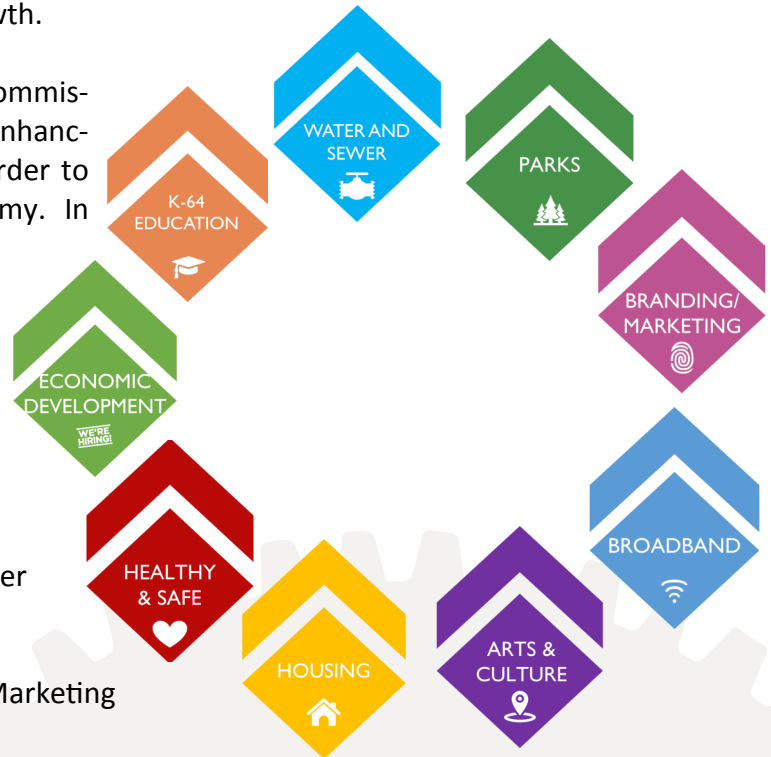 wth.
ommis-
nhanc-
rder to
my. In
er
Marketing
WATER AND
SEWER
PARKS
K-64
EDUCATION
BRANDING/
MARKETING
ECONOMIC
DEVELOPMENT
WE'RE
HIRING!
BROADBAND
HEALTHY
& SAFE
HOUSING
ARTS &
CULTURE